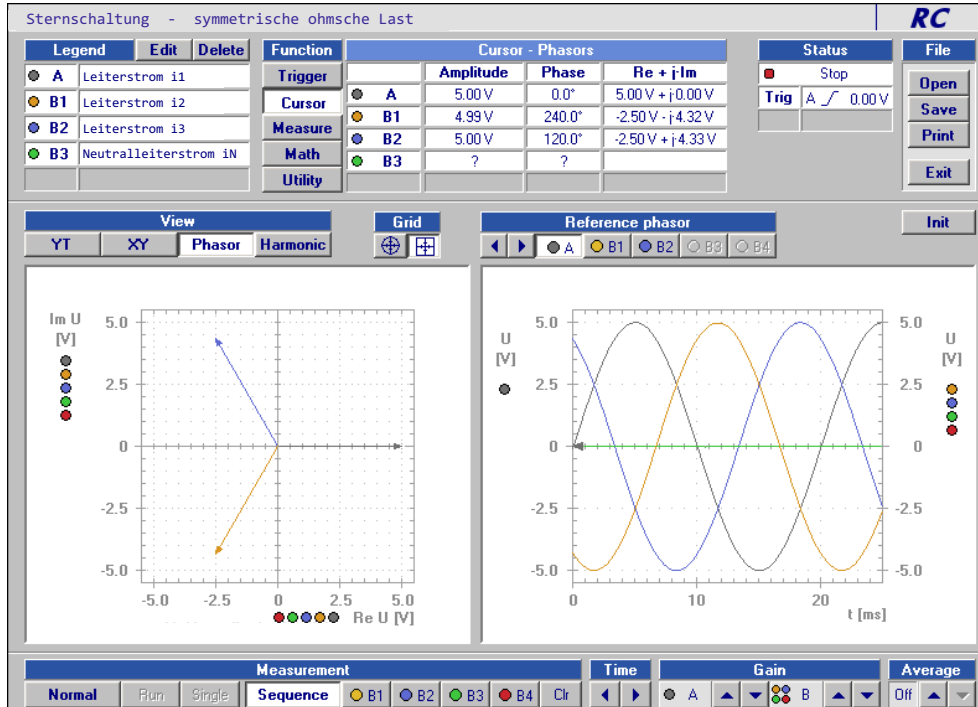 Sternschaltung - symmetrische ohmsche Last
RC
Legend Edit Delete
A Leiterstrom i1
B1 Leiterstrom i2
B2 Leiterstrom i3
B3 Neutralleiterstrom iN
Function
Trigger
Cursor
Measure
Math
Utility
Cursor - Phasors
Amplitude Phase Re + j·Im
A 5.00 V 0.0° 5.00 V + j·0.00 V
B1 4.99 V 240.0° -2.50 V - j·4.32 V
B2 5.00 V 120.0° -2.50 V + j·4.33 V
B3 ? ?
Status
Stop
Trig A 0.00 V
File
Open
Save
Print
Exit
View
YT XY Phasor Harmonic
Grid
Reference phasor
A B1 B2 B3 B4
Init
Im U
[V]
5.0
2.5
0
-2.5
-5.0
-5.0 -2.5 0 2.5 5.0
Re U [V]
U
[V]
5.0
2.5
0
-2.5
-5.0
0 10 20
t [ms]
5.0
2.5
0
-2.5
-5.0
U
[V]
Measurement
Normal Run Single Sequence B1 B2 B3 B4 Clr
Time
Gain
A B
Average
Off